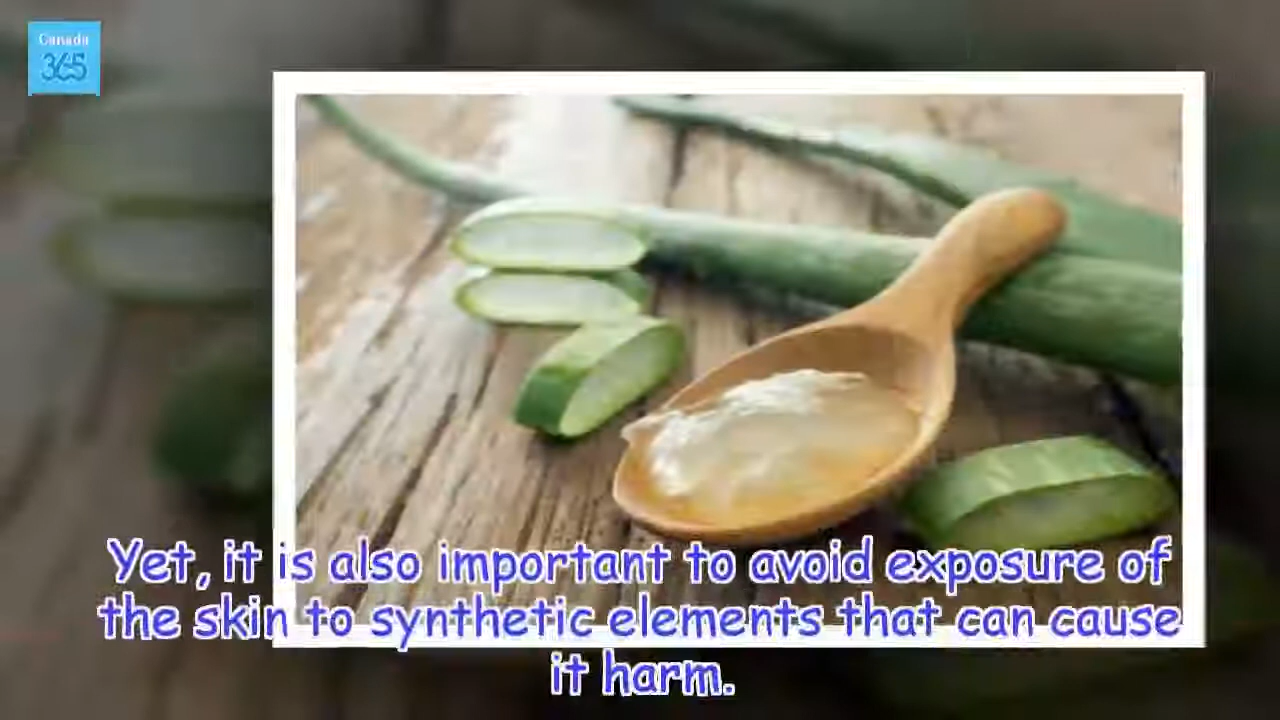 Canada
365
Yet, it is also important to avoid exposure of
the skin to synthetic elements that can cause
it harm.